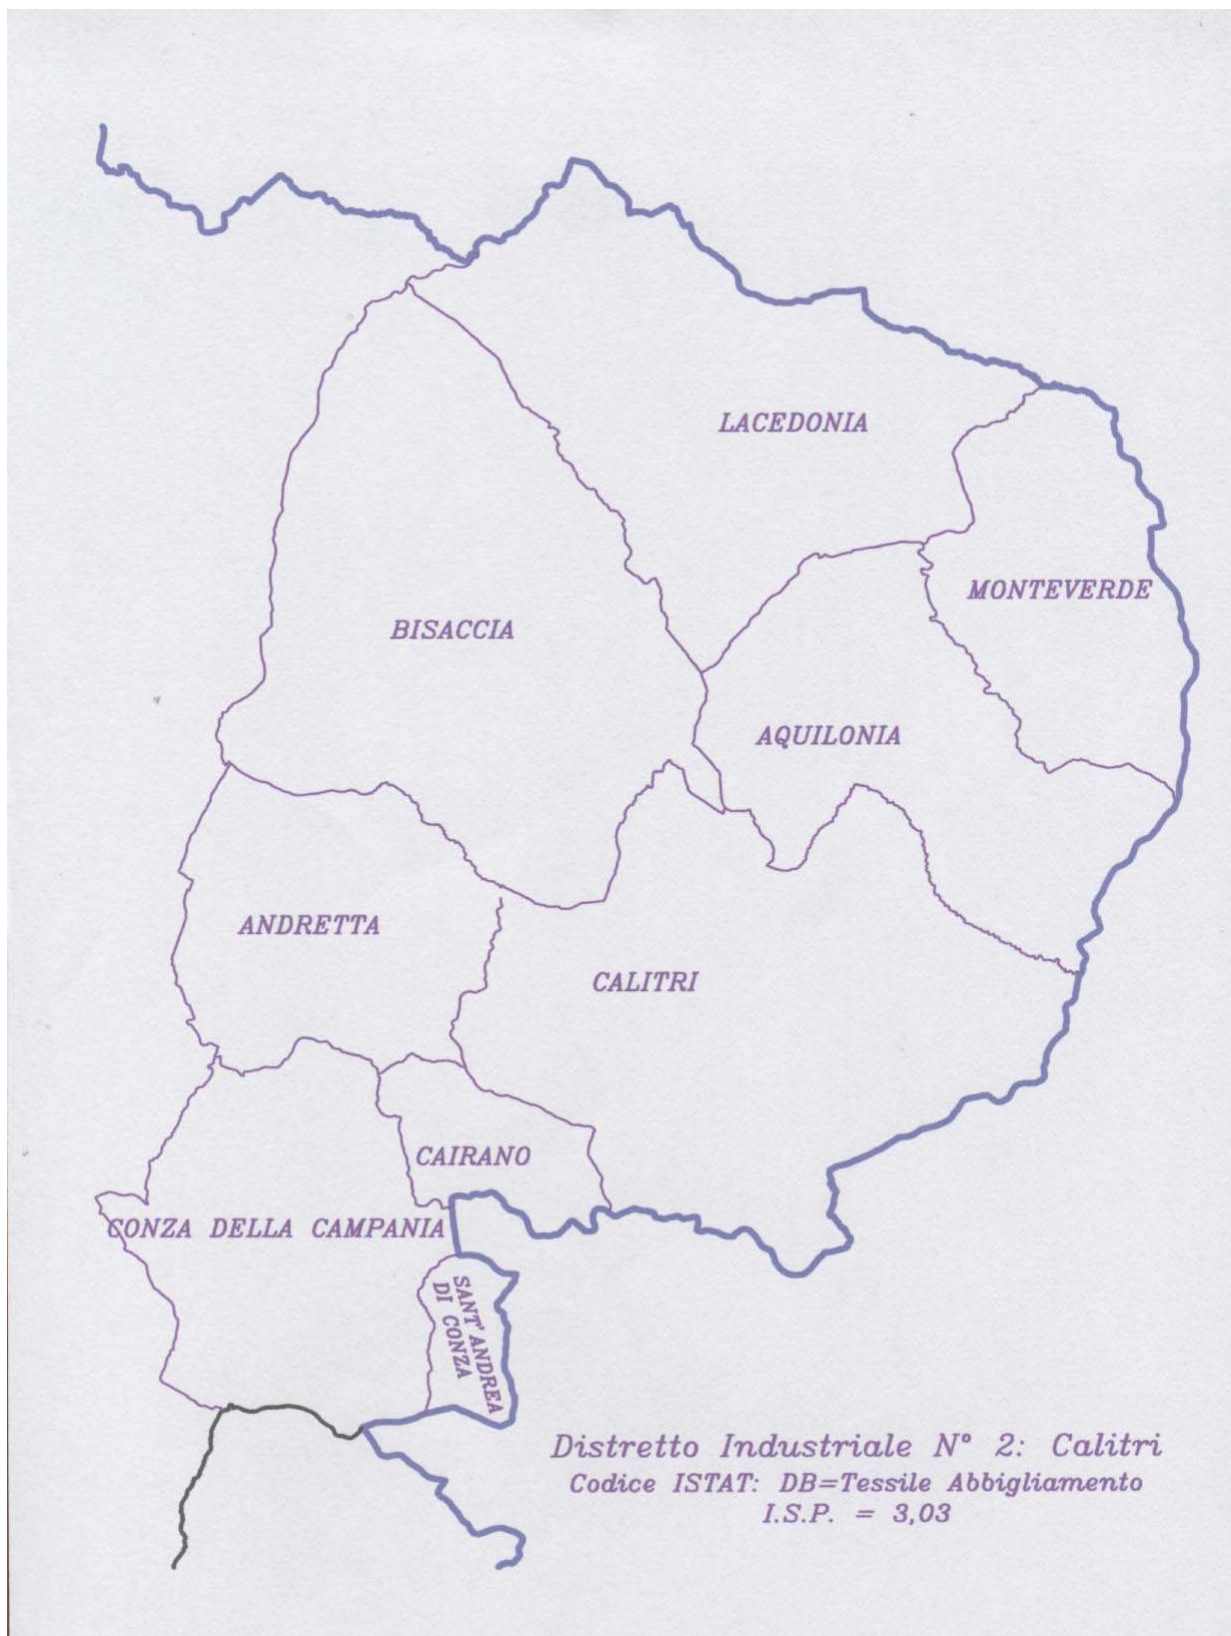 LACEDONIA
MONTEVERDE
BISACCIA
AQUILONIA
ANDRETTA
CALITRI
CAIRANO
CONZA DELLA CAMPANIA
SANT'ANDREA
DI CONZA
Distretto Industriale N° 2: Calitri
Codice ISTAT: DB=Tessile Abbigliamento
I.S.P. = 3,03